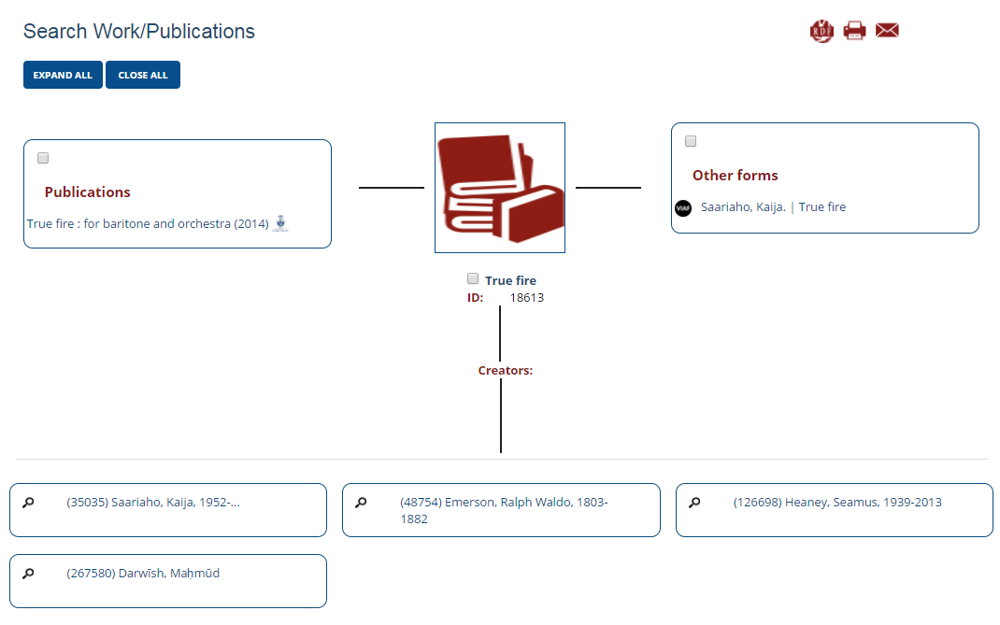 Search Work/Publications
RDF
EXPAND ALL
CLOSE ALL
Publications
True fire : for baritone and orchestra (2014)
Other forms
VIAF
Saariaho, Kaija. | True fire
True fire
ID: 18613
Creators:
(35035) Saariaho, Kaija, 1952-...
(48754) Emerson, Ralph Waldo, 1803-
1882
(126698) Heaney, Seamus, 1939-2013
(267580) Darwīsh, Maḥmūd